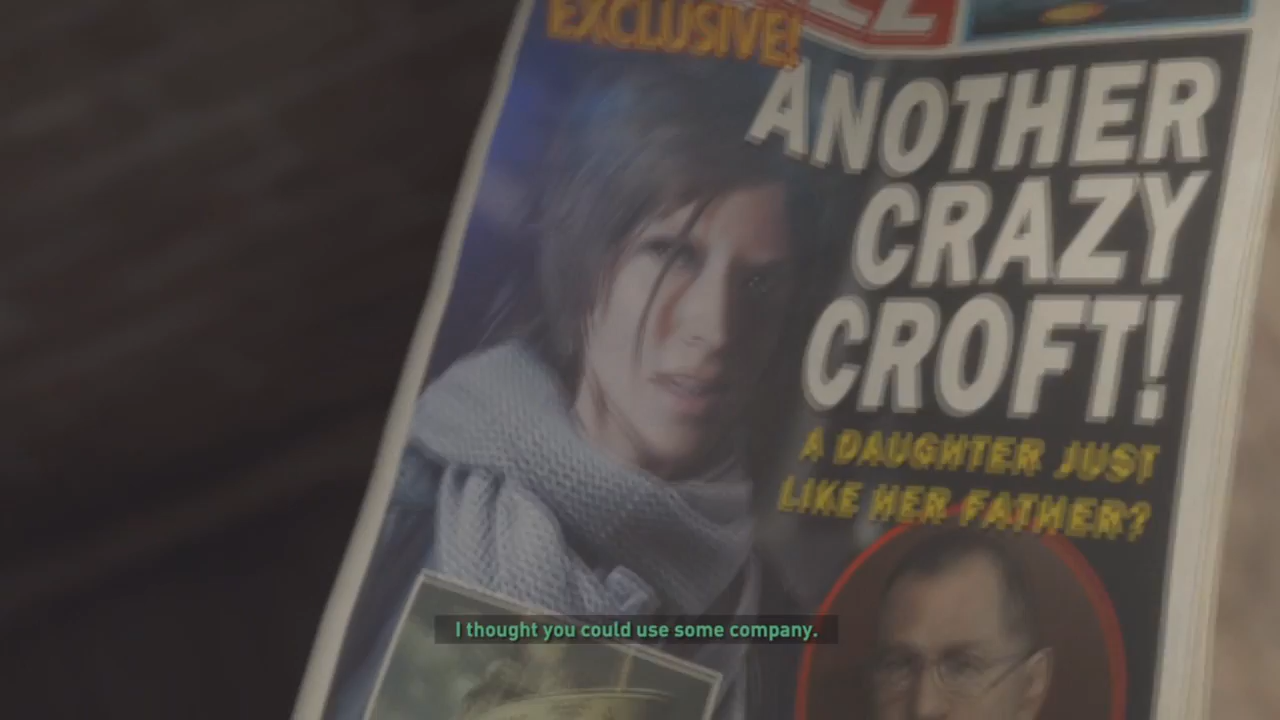 EXCLUSIVE!
ANOTHER
CRAZY
CROFT!
A DAUGHTER JUST
LIKE HER FATHER?
I thought you could use some company.